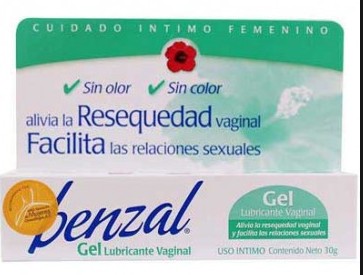 CUIDADO INTIMO FEMENINO
Sin olor Sin color
alivia la Resequedad vaginal
Facilita las relaciones sexuales
benzal®
Gel Lubricante Vaginal
Gel
Lubricante Vaginal
Alivia la resequedad vaginal
y facilita las relaciones sexuales
USO INTIMO Contenido Neto 30g